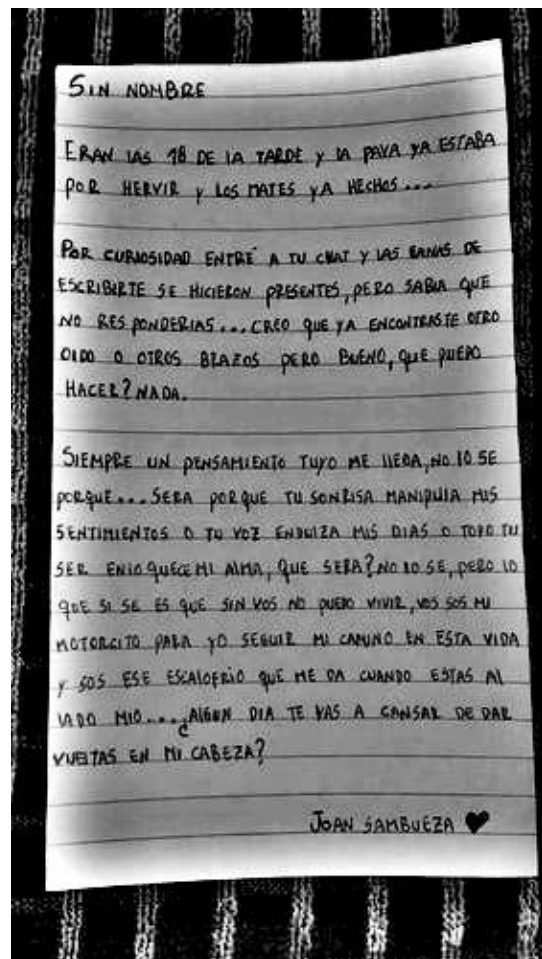 SIN NOMBRE
ERAN LAS 18 DE LA TARDE Y LA PAVA YA ESTABA
POR HERVIR Y LOS MATES YA HECHOS...
POR CURIOSIDAD ENTRÉ A TU CHAT Y LAS GANAS DE
ESCRIBIRTE SE HICIERON PRESENTES, PERO SABIA QUE
NO RESPONDERIAS... CREO QUE YA ENCONTRASTE OTRO
OIDO O OTROS BRAZOS PERO BUENO, QUE PUEDO
HACER? NADA.
SIEMPRE UN PENSAMIENTO TUYO ME LLEGA, NO LO SE
PORQUE... SERA PORQUE TU SONRISA MANIPULA MIS
SENTIMIENTOS O TU VOZ ENDULZA MIS DIAS O TODO TU
SER ENLOQUECE MI ALMA, QUE SERA? NO LO SE, PERO LO
QUE SI SE ES QUE SIN VOS NO PUEDO VIVIR, VOS SOS MI
MOTORCITO PARA YO SEGUIR MI CAMINO EN ESTA VIDA
Y SOS ESE ESCALOFRIO QUE ME DA CUANDO ESTAS AL
LADO MIO... ¿ALGUN DIA TE VAS A CANSAR DE DAR
VUELTAS EN MI CABEZA?
JOAN SAMBUEZA ♥